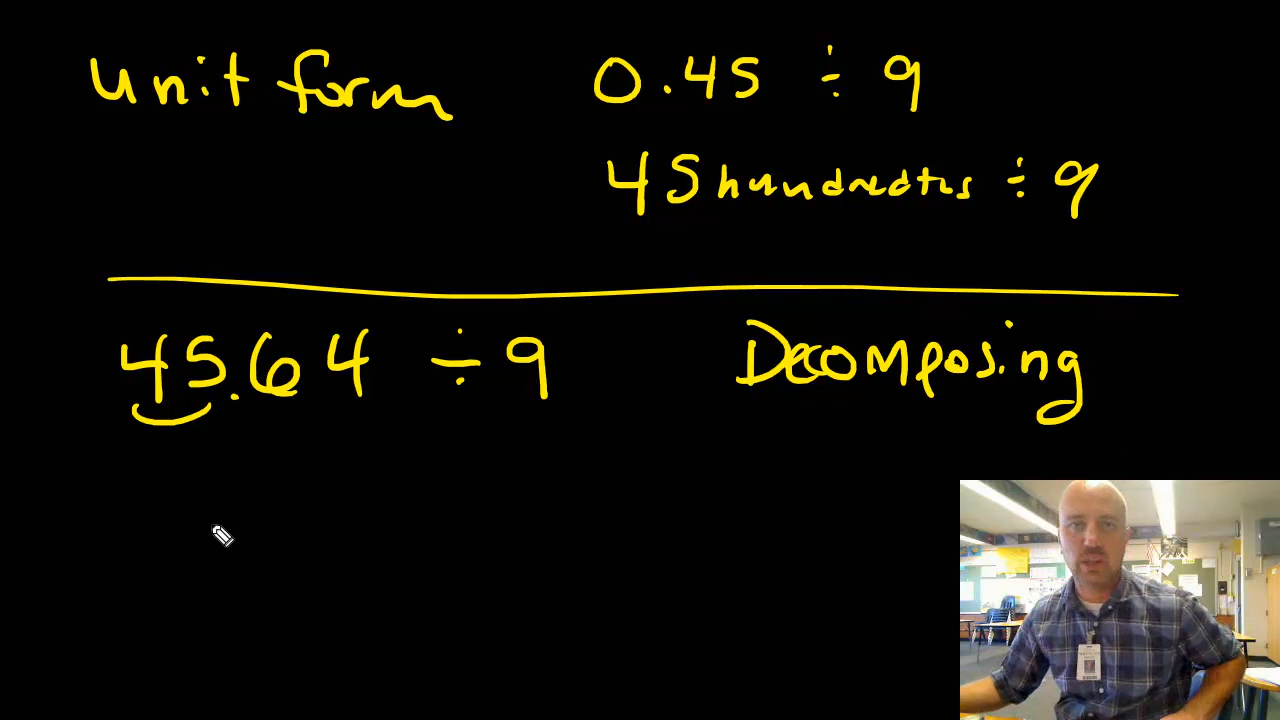 unit form
0.45 ÷ 9
45 hundredths ÷ 9
45.64 ÷ 9
Decomposing